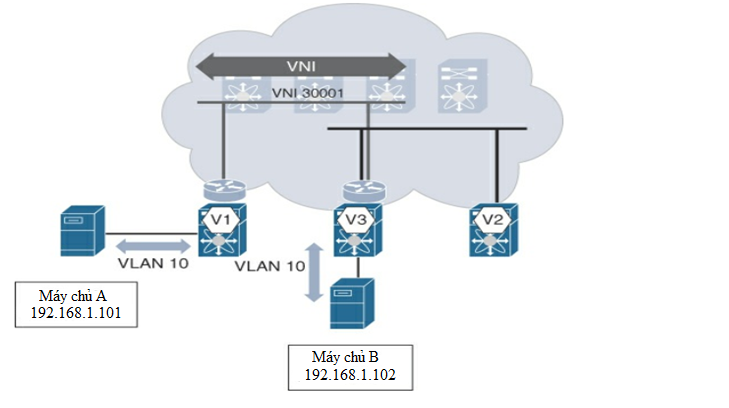 VNI
VNI 30001
V1
V3
V2
VLAN 10
VLAN 10
Máy chủ A
192.168.1.101
Máy chủ B
192.168.1.102